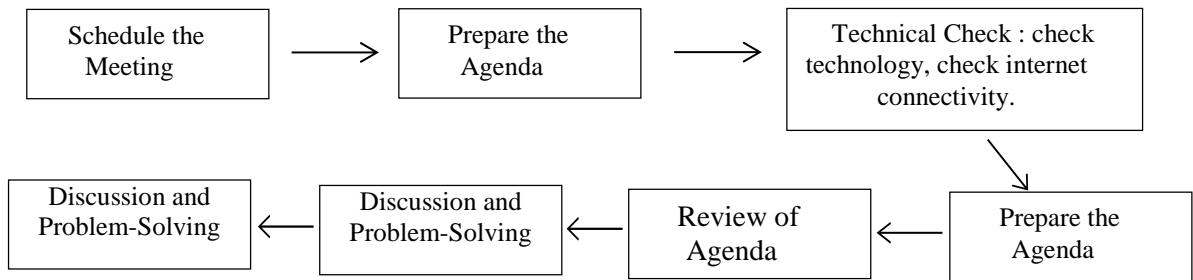 Schedule the
Meeting
Prepare the
Agenda
Technical Check : check
technology, check internet
connectivity.
Prepare the
Agenda
Review of
Agenda
Discussion and
Problem-Solving
Discussion and
Problem-Solving